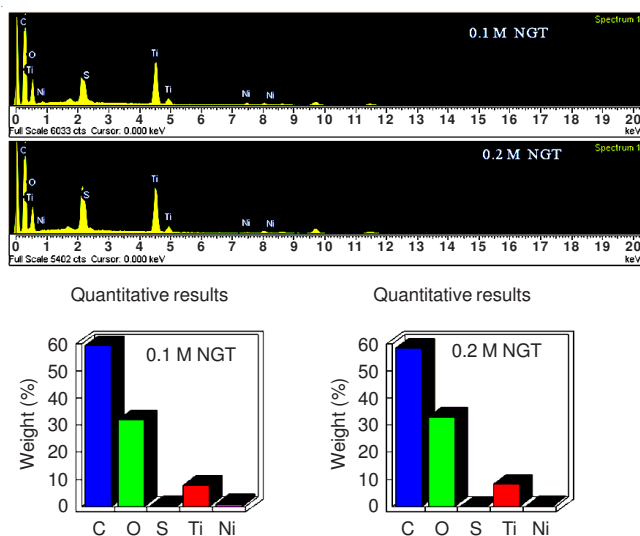 Spectrum 1
0.1 M NGT
C
O
Ti
Ni
S
Ti
Ti
Ni
Ni
0 1 2 3 4 5 6 7 8 9 10 11 12 13 14 15 16 17 18 19 20
Full Scale 6033 cts Cursor: 0.000 keV
keV
Spectrum 1
0.2 M NGT
C
O
Ti
Ni
S
Ti
Ti
Ni
Ni
0 1 2 3 4 5 6 7 8 9 10 11 12 13 14 15 16 17 18 19 20
Full Scale 5402 cts Cursor: 0.000 keV
keV
Quantitative results
0.1 M NGT
Weight (%)
60
50
40
30
20
10
0
C O S Ti Ni
Quantitative results
0.2 M NGT
Weight (%)
60
50
40
30
20
10
0
C O S Ti Ni